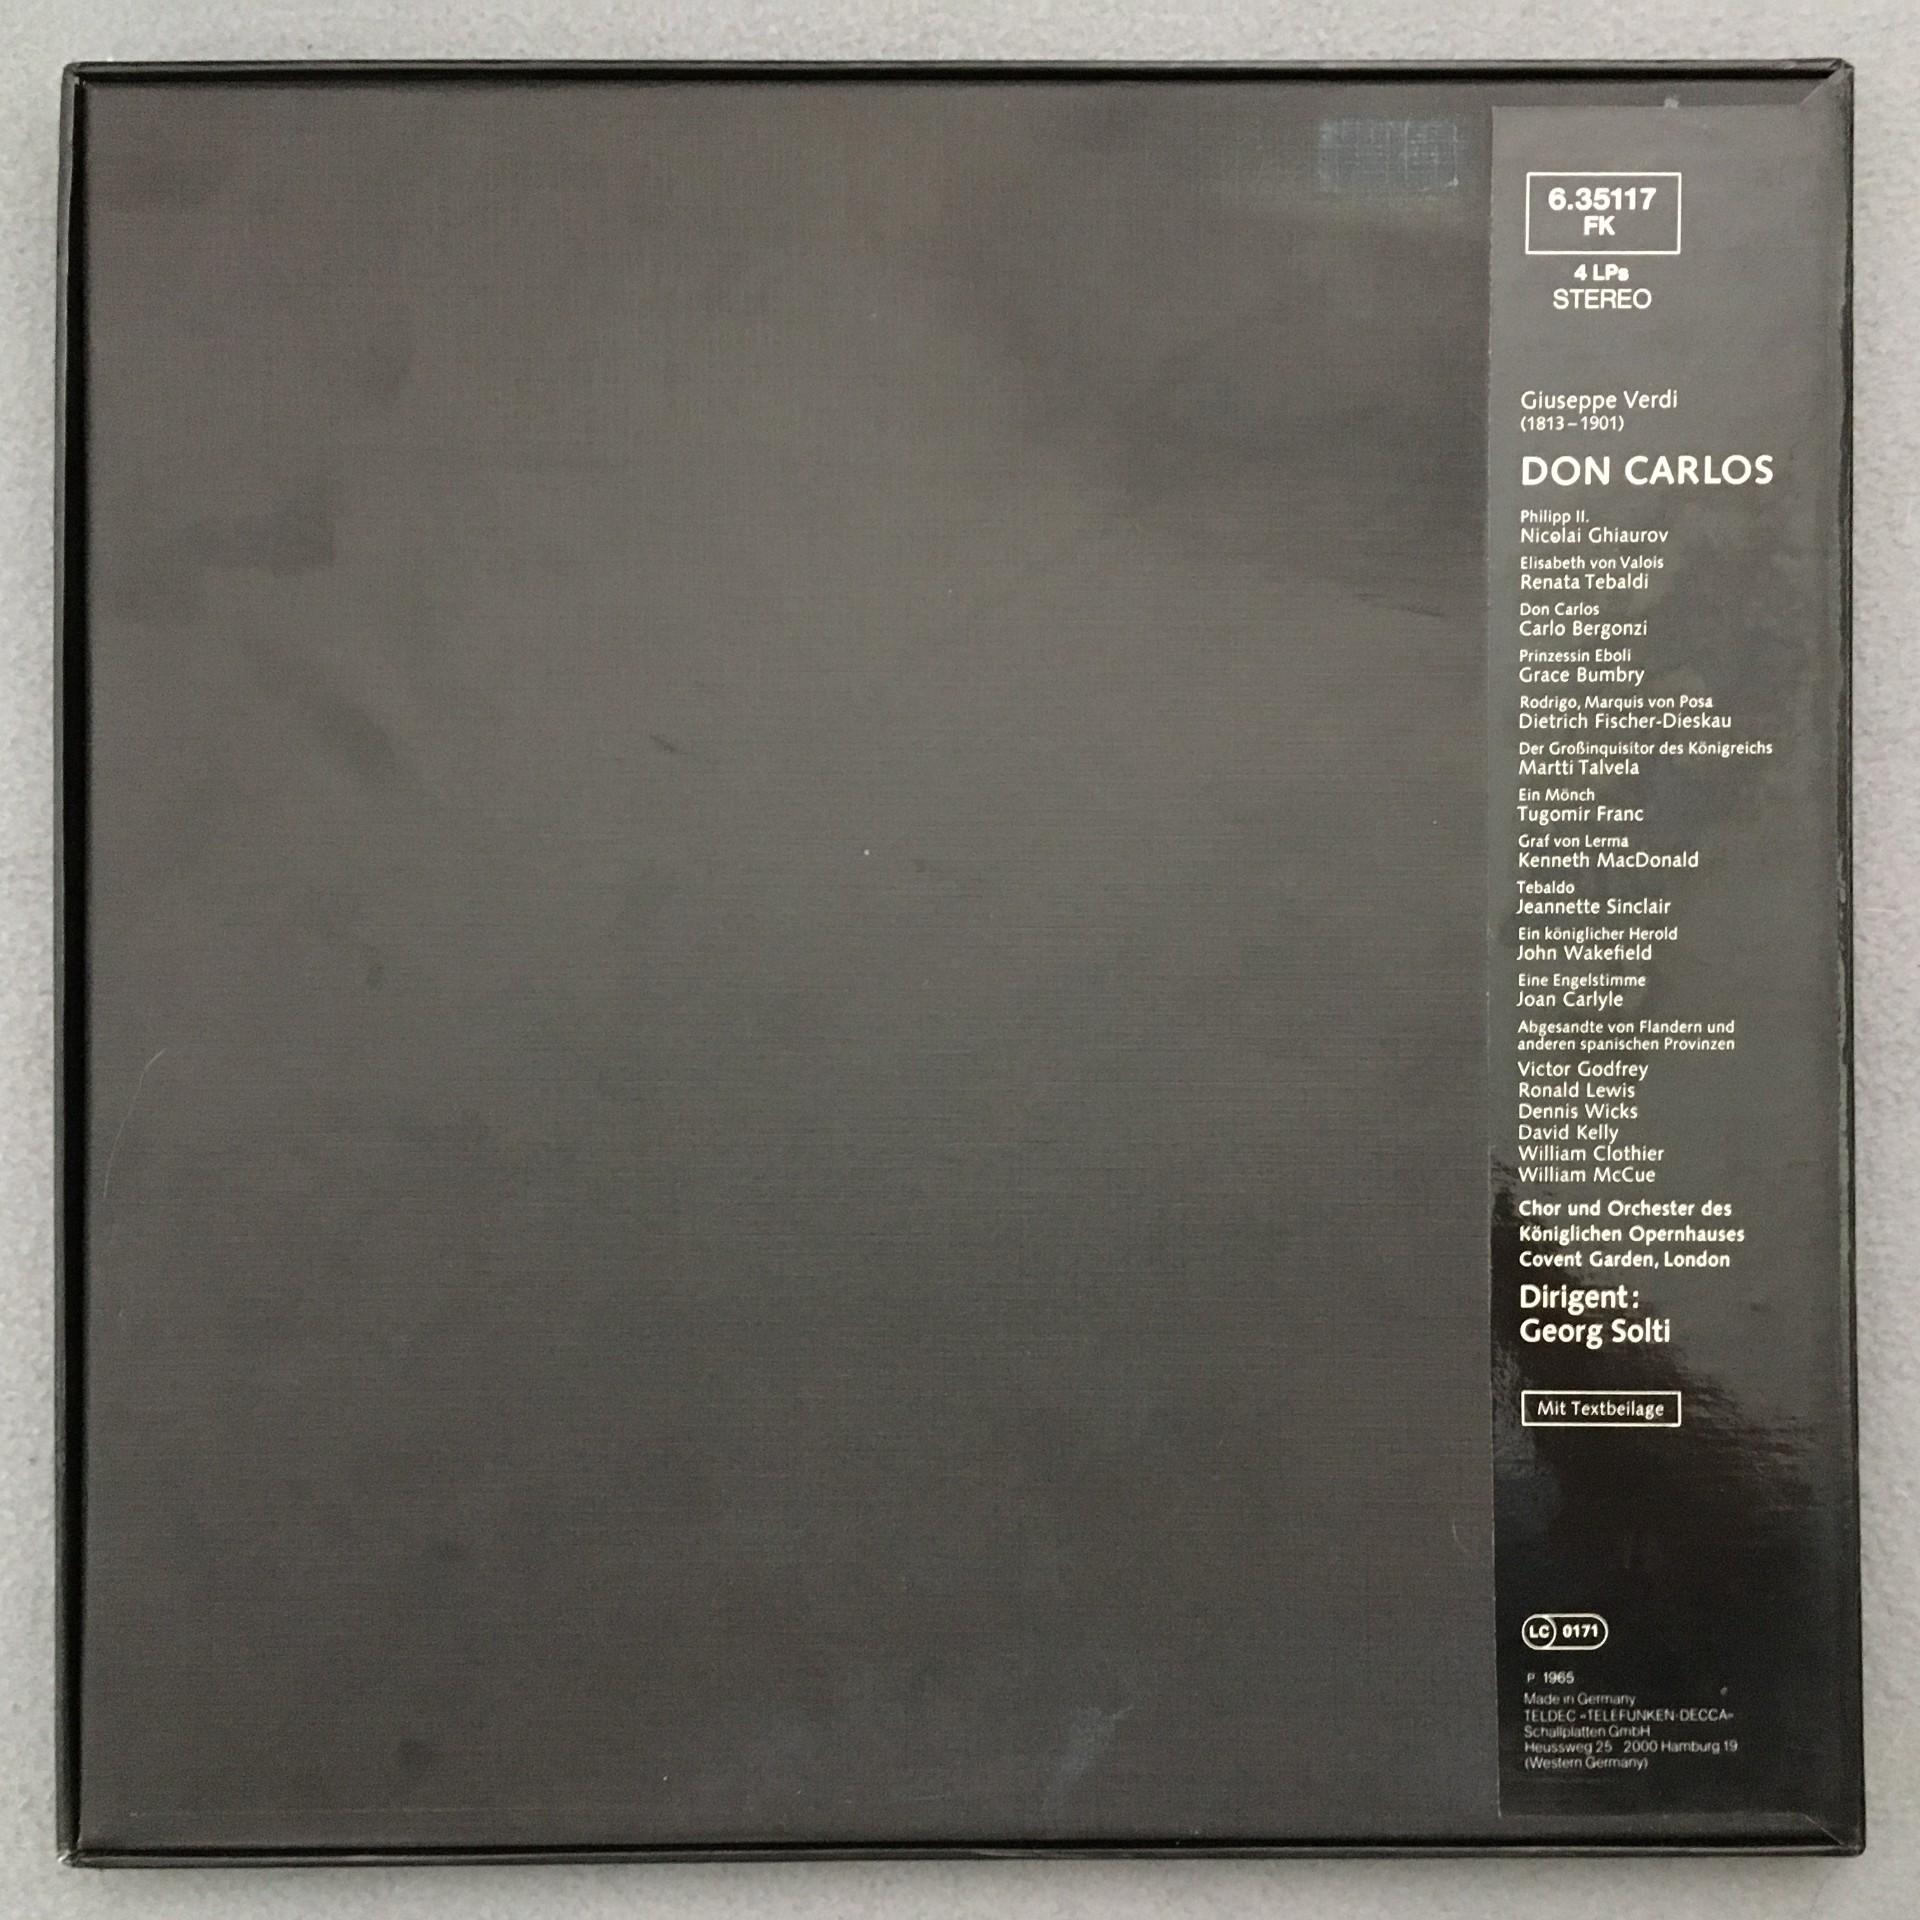 6.35117
FK
4 LPs
STEREO
Giuseppe Verdi
(1813–1901)
DON CARLOS
Philipp II.
Nicolai Ghiaurov
Elisabeth von Valois
Renata Tebaldi
Don Carlos
Carlo Bergonzi
Prinzessin Eboli
Grace Bumbry
Rodrigo, Marquis von Posa
Dietrich Fischer-Dieskau
Der Großinquisitor des Königreichs
Martti Talvela
Ein Mönch
Tugomir Franc
Graf von Lerma
Kenneth MacDonald
Tebaldo
Jeannette Sinclair
Ein königlicher Herold
John Wakefield
Eine Engelstimme
Joan Carlyle
Abgesandte von Flandern und
anderen spanischen Provinzen
Victor Godfrey
Ronald Lewis
Dennis Wicks
David Kelly
William Clothier
William McCue
Chor und Orchester des
Königlichen Opernhauses
Covent Garden, London
Dirigent:
Georg Solti
Mit Textbeilage
LC 0171
P 1965
Made in Germany
TELDEC »TELEFUNKEN-DECCA«
Schallplatten GmbH
Heussweg 25 2000 Hamburg 19
(Western Germany)